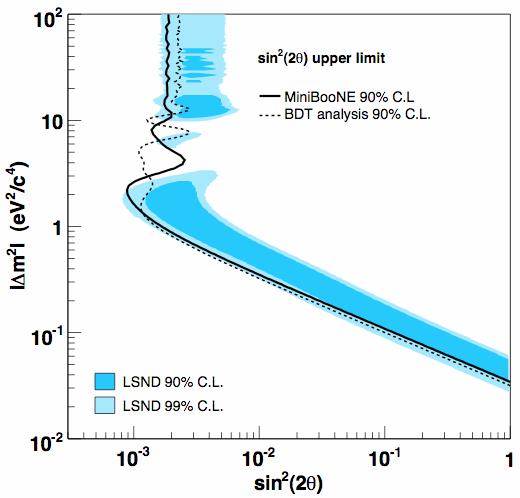 sin²(2θ) upper limit
MiniBooNE 90% C.L
BDT analysis 90% C.L.
|Δm²| (eV²/c⁴)
10²
10
1
10⁻¹
10⁻²
LSND 90% C.L.
LSND 99% C.L.
10⁻³ 10⁻² 10⁻¹ 1
sin²(2θ)